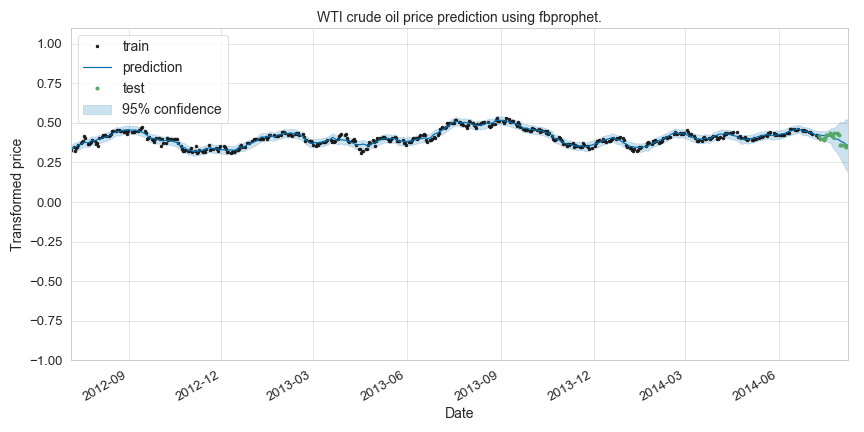 WTI crude oil price prediction using fbprophet.
train
prediction
test
95% confidence
Transformed price
1.00
0.75
0.50
0.25
0.00
−0.25
−0.50
−0.75
−1.00
2012-09
2012-12
2013-03
2013-06
2013-09
2013-12
2014-03
2014-06
Date